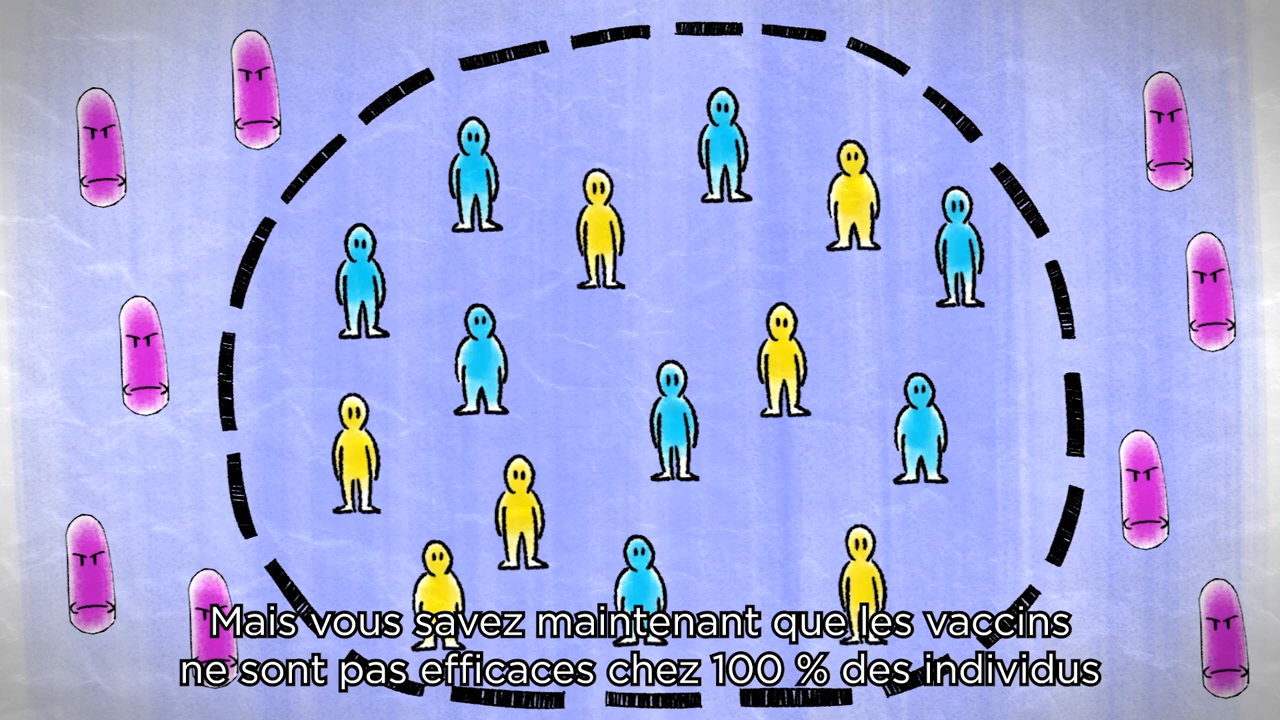 Mais vous savez maintenant que les vaccins
ne sont pas efficaces chez 100 % des individus